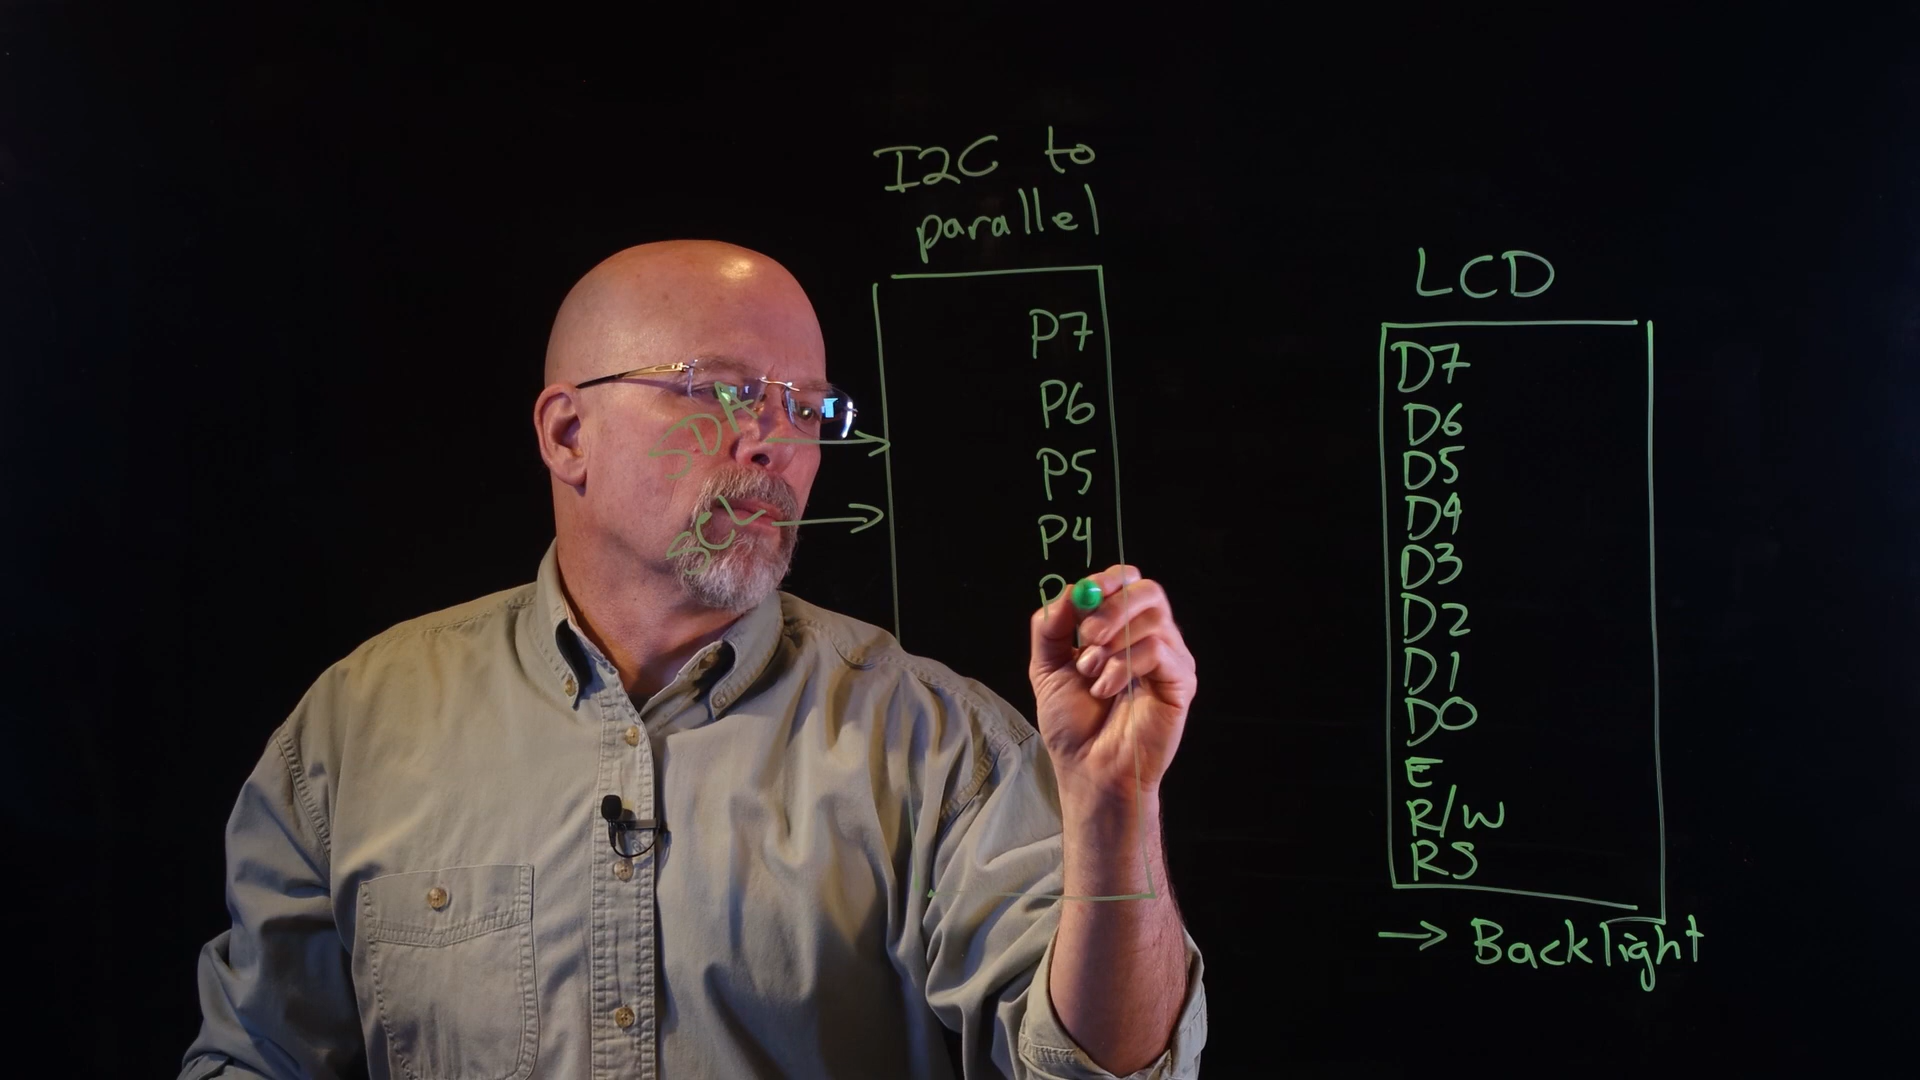 I2C to
parallel
SDA
SCL
P7
P6
P5
P4
P
LCD
D7
D6
D5
D4
D3
D2
D1
D0
E
R/W
RS
→ Backlight